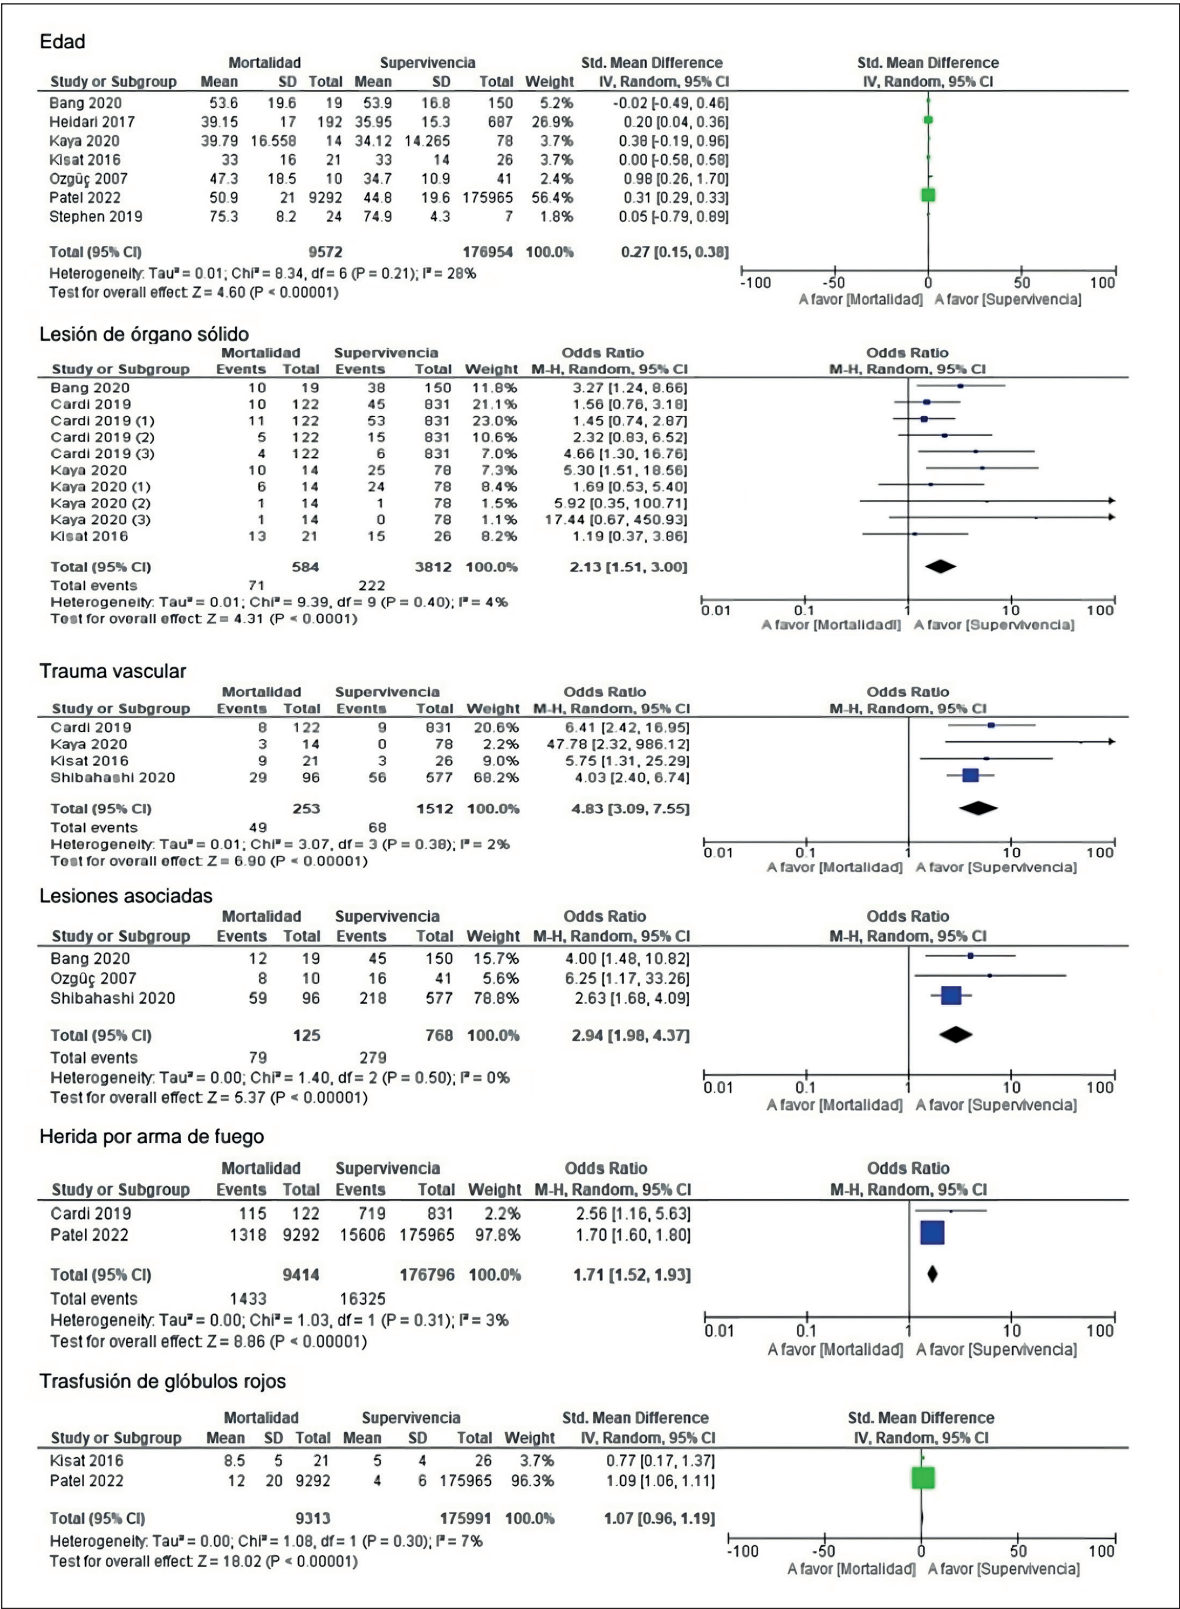 Edad
Mortalidad Supervivencia Std. Mean Difference Std. Mean Difference
Study or Subgroup Mean SD Total Mean SD Total Weight IV, Random, 95% CI IV, Random, 95% CI
Bang 2020 53.6 19.6 19 53.9 16.8 150 5.2% -0.02 [-0.49, 0.46]
Heidari 2017 39.15 17 192 35.95 15.3 687 26.9% 0.20 [0.04, 0.36]
Kaya 2020 39.79 16.558 14 34.12 14.265 78 3.7% 0.38 [-0.19, 0.96]
Kisat 2016 33 16 21 33 14 26 3.7% 0.00 [-0.58, 0.58]
Ozgüç 2007 47.3 18.5 10 34.7 10.9 41 2.4% 0.98 [0.26, 1.70]
Patel 2022 50.9 21 9292 44.8 19.6 175965 56.4% 0.31 [0.29, 0.33]
Stephen 2019 75.3 8.2 24 74.9 4.3 7 1.8% 0.05 [-0.79, 0.89]
Total (95% CI) 9572 176954 100.0% 0.27 [0.15, 0.38]
Heterogeneity: Tau² = 0.01; Chi² = 8.34, df = 6 (P = 0.21); I² = 28%
Test for overall effect: Z = 4.60 (P < 0.00001)
-100 -50 0 50 100
A favor [Mortalidad] A favor [Supervivencia]
Lesión de órgano sólido
Mortalidad Supervivencia Odds Ratio Odds Ratio
Study or Subgroup Events Total Events Total Weight M-H, Random, 95% CI M-H, Random, 95% CI
Bang 2020 10 19 38 150 11.8% 3.27 [1.24, 8.66]
Cardi 2019 10 122 45 831 21.1% 1.56 [0.76, 3.18]
Cardi 2019 (1) 11 122 53 831 23.0% 1.45 [0.74, 2.87]
Cardi 2019 (2) 5 122 15 831 10.6% 2.32 [0.83, 6.52]
Cardi 2019 (3) 4 122 6 831 7.0% 4.66 [1.30, 16.76]
Kaya 2020 10 14 25 78 7.3% 5.30 [1.51, 18.56]
Kaya 2020 (1) 6 14 24 78 8.4% 1.69 [0.53, 5.40]
Kaya 2020 (2) 1 14 1 78 1.5% 5.92 [0.35, 100.71]
Kaya 2020 (3) 1 14 0 78 1.1% 17.44 [0.67, 450.93]
Kisat 2016 13 21 15 26 8.2% 1.19 [0.37, 3.86]
Total (95% CI) 584 3812 100.0% 2.13 [1.51, 3.00]
Total events 71 222
Heterogeneity: Tau² = 0.01; Chi² = 9.39, df = 9 (P = 0.40); I² = 4%
Test for overall effect: Z = 4.31 (P < 0.0001)
0.01 0.1 1 10 100
A favor [Mortalidadl] A favor [Supervivencia]
Trauma vascular
Mortalidad Supervivencia Odds Ratio Odds Ratio
Study or Subgroup Events Total Events Total Weight M-H, Random, 95% CI M-H, Random, 95% CI
Cardi 2019 8 122 9 831 20.6% 6.41 [2.42, 16.95]
Kaya 2020 3 14 0 78 2.2% 47.78 [2.32, 986.12]
Kisat 2016 9 21 3 26 9.0% 5.75 [1.31, 25.29]
Shibahashi 2020 29 96 56 577 68.2% 4.03 [2.40, 6.74]
Total (95% CI) 253 1512 100.0% 4.83 [3.09, 7.55]
Total events 49 68
Heterogeneity: Tau² = 0.01; Chi² = 3.07, df = 3 (P = 0.38); I² = 2%
Test for overall effect: Z = 6.90 (P < 0.00001)
0.01 0.1 1 10 100
A favor [Mortalidad] A favor [Supervivencia]
Lesiones asociadas
Mortalidad Supervivencia Odds Ratio Odds Ratio
Study or Subgroup Events Total Events Total Weight M-H, Random, 95% CI M-H, Random, 95% CI
Bang 2020 12 19 45 150 15.7% 4.00 [1.48, 10.82]
Ozgüç 2007 8 10 16 41 5.6% 6.25 [1.17, 33.26]
Shibahashi 2020 59 96 218 577 78.8% 2.63 [1.68, 4.09]
Total (95% CI) 125 768 100.0% 2.94 [1.98, 4.37]
Total events 79 279
Heterogeneity: Tau² = 0.00; Chi² = 1.40, df = 2 (P = 0.50); I² = 0%
Test for overall effect: Z = 5.37 (P < 0.00001)
0.01 0.1 1 10 100
A favor [Mortalidad] A favor [Supervivencia]
Herida por arma de fuego
Mortalidad Supervivencia Odds Ratio Odds Ratio
Study or Subgroup Events Total Events Total Weight M-H, Random, 95% CI M-H, Random, 95% CI
Cardi 2019 115 122 719 831 2.2% 2.56 [1.16, 5.63]
Patel 2022 1318 9292 15606 175965 97.8% 1.70 [1.60, 1.80]
Total (95% CI) 9414 176796 100.0% 1.71 [1.52, 1.93]
Total events 1433 16325
Heterogeneity: Tau² = 0.00; Chi² = 1.03, df = 1 (P = 0.31); I² = 3%
Test for overall effect: Z = 8.86 (P < 0.00001)
0.01 0.1 1 10 100
A favor [Mortalidad] A favor [Supervivencia]
Trasfusión de glóbulos rojos
Mortalidad Supervivencia Std. Mean Difference Std. Mean Difference
Study or Subgroup Mean SD Total Mean SD Total Weight IV, Random, 95% CI IV, Random, 95% CI
Kisat 2016 8.5 5 21 5 4 26 3.7% 0.77 [0.17, 1.37]
Patel 2022 12 20 9292 4 6 175965 96.3% 1.09 [1.06, 1.11]
Total (95% CI) 9313 175991 100.0% 1.07 [0.96, 1.19]
Heterogeneity: Tau² = 0.00; Chi² = 1.08, df = 1 (P = 0.30); I² = 7%
Test for overall effect: Z = 18.02 (P < 0.00001)
-100 -50 0 50 100
A favor [Mortalidad] A favor [Supervivencia]